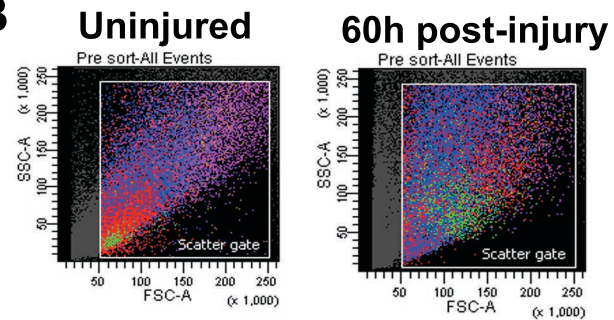 B
Uninjured
60h post-injury
Pre sort-All Events
Pre sort-All Events
(x 1,000)
250
200
150
100
50
SSC-A
Scatter gate
50 100 150 200 250
FSC-A
(x 1,000)
(x 1,000)
250
200
150
100
50
SSC-A
Scatter gate
50 100 150 200 250
FSC-A
(x 1,000)